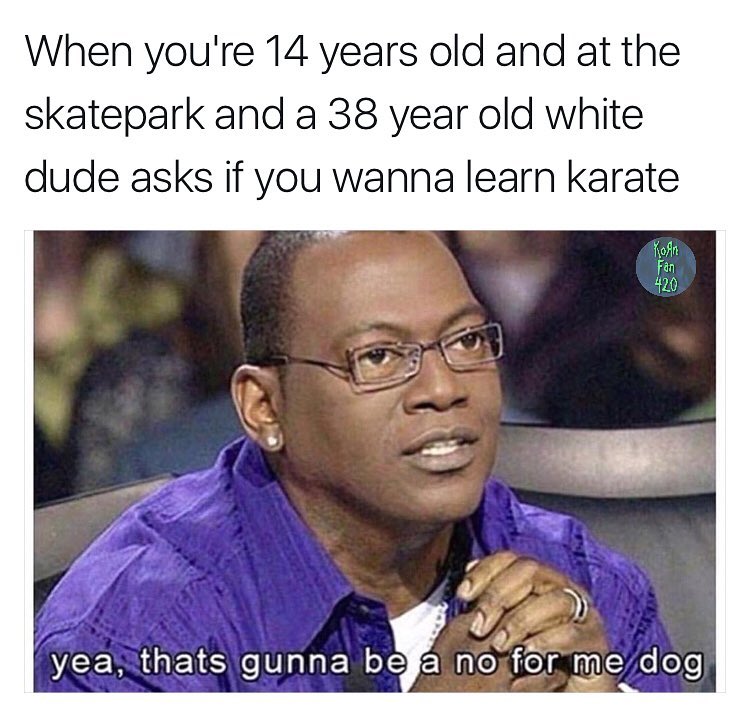 When you're 14 years old and at the
skatepark and a 38 year old white
dude asks if you wanna learn karate
KoЯn
Fan
420
yea, thats gunna be a no for me dog